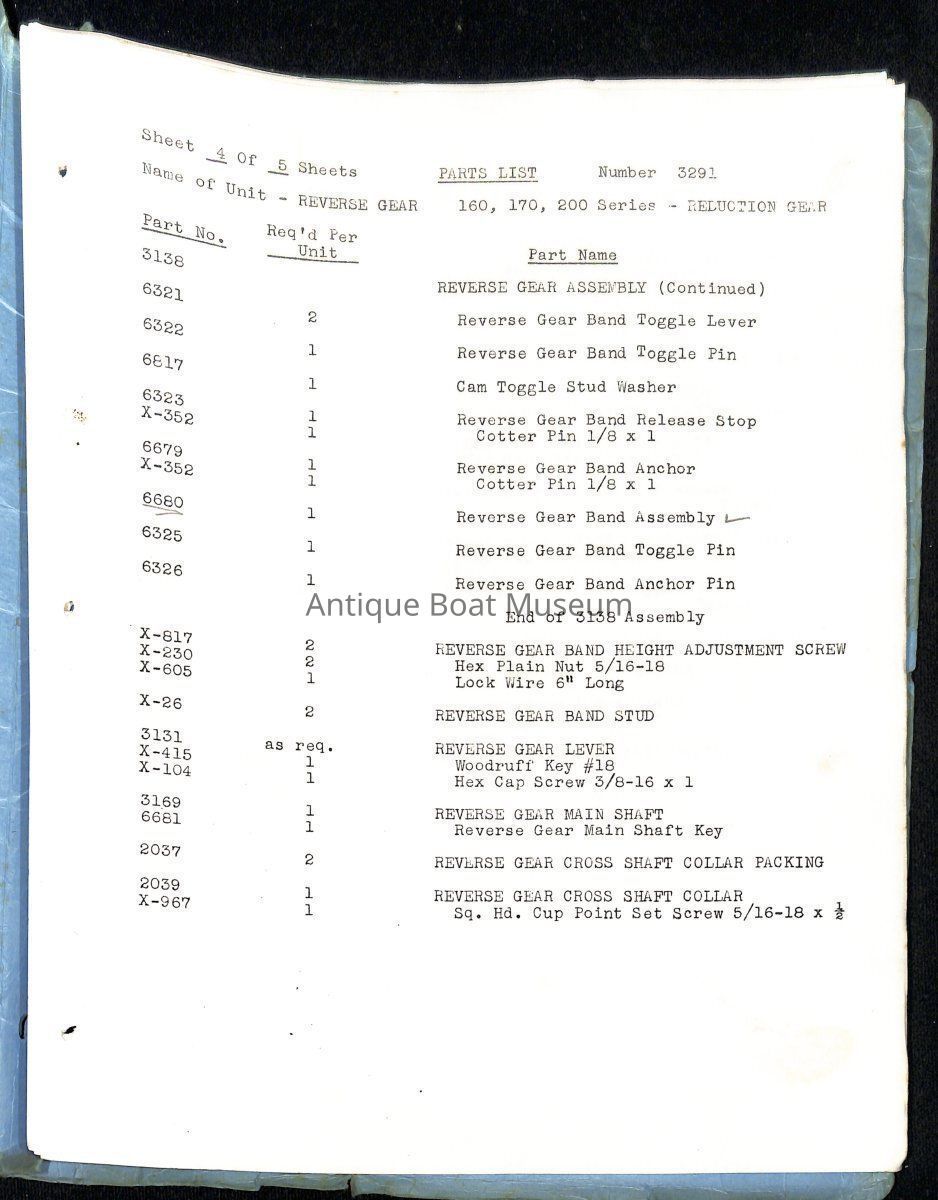 Sheet 4 Of 5 Sheets PARTS LIST Number 3291
Name of Unit - REVERSE GEAR 160, 170, 200 Series - REDUCTION GEAR
Part No. Req'd Per Unit Part Name
3138 REVERSE GEAR ASSEMBLY (Continued)
6321 2 Reverse Gear Band Toggle Lever
6322 1 Reverse Gear Band Toggle Pin
6817 1 Cam Toggle Stud Washer
6323 1 Reverse Gear Band Release Stop
X-352 1 Cotter Pin 1/8 x 1
6679 1 Reverse Gear Band Anchor
X-352 1 Cotter Pin 1/8 x 1
6680 1 Reverse Gear Band Assembly
6325 1 Reverse Gear Band Toggle Pin
6326 1 Reverse Gear Band Anchor Pin
Antique Boat Museum
End of 3138 Assembly
X-817 2 REVERSE GEAR BAND HEIGHT ADJUSTMENT SCREW
X-230 2 Hex Plain Nut 5/16-18
X-605 1 Lock Wire 6" Long
X-26 2 REVERSE GEAR BAND STUD
3131 as req. REVERSE GEAR LEVER
X-415 1 Woodruff Key #18
X-104 1 Hex Cap Screw 3/8-16 x 1
3169 1 REVERSE GEAR MAIN SHAFT
6681 1 Reverse Gear Main Shaft Key
2037 2 REVERSE GEAR CROSS SHAFT COLLAR PACKING
2039 1 REVERSE GEAR CROSS SHAFT COLLAR
X-967 1 Sq. Hd. Cup Point Set Screw 5/16-18 x ½